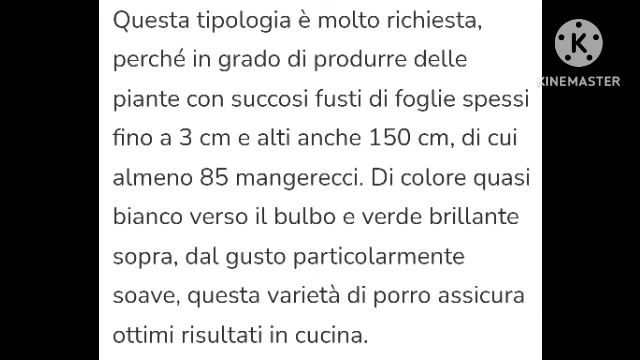 Questa tipologia è molto richiesta,
perché in grado di produrre delle
piante con succosi fusti di foglie spessi
fino a 3 cm e alti anche 150 cm, di cui
almeno 85 mangerecci. Di colore quasi
bianco verso il bulbo e verde brillante
sopra, dal gusto particolarmente
soave, questa varietà di porro assicura
ottimi risultati in cucina.
K
KINEMASTER